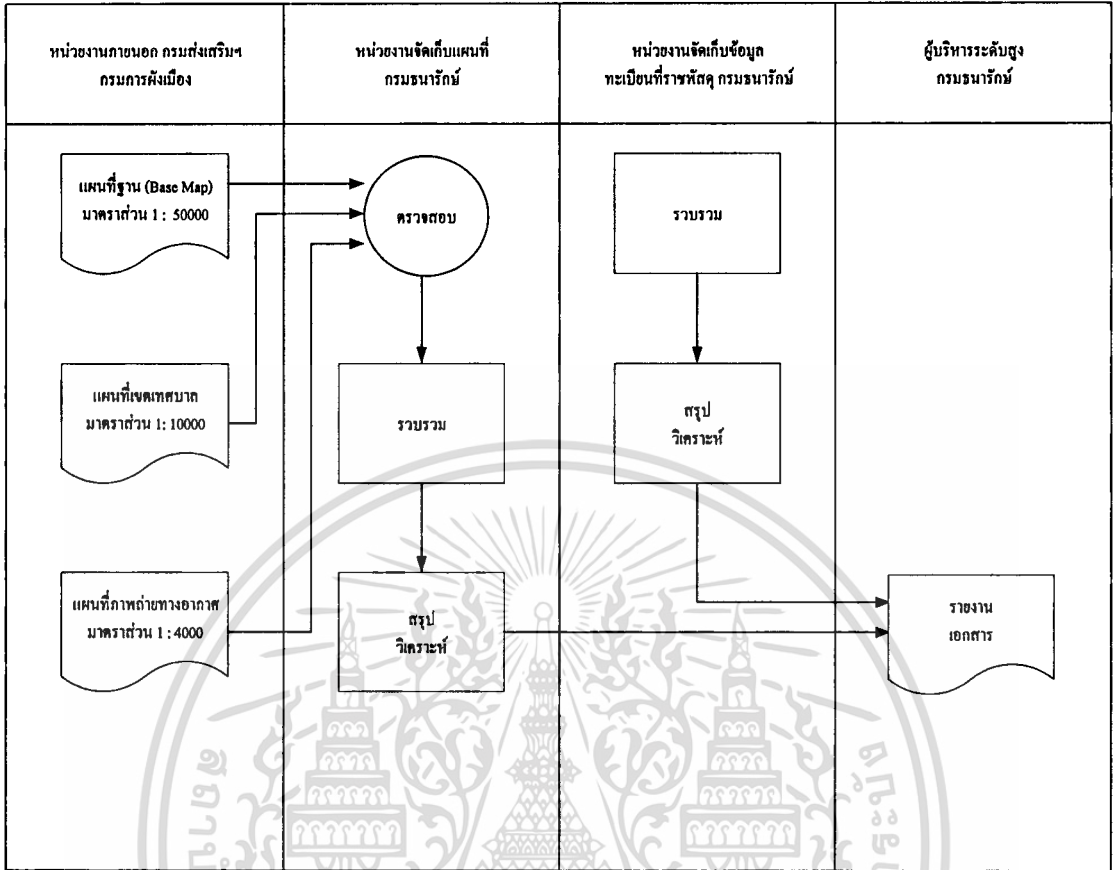 หน่วยงานภายนอก กรมส่งเสริมฯ
กรมการผังเมือง
หน่วยงานจัดเก็บแผนที่
กรมธนารักษ์
หน่วยงานจัดเก็บข้อมูล
ทะเบียนที่ราชพัสดุ กรมธนารักษ์
ผู้บริหารระดับสูง
กรมธนารักษ์
แผนที่ฐาน (Base Map)
มาตราส่วน 1 : 50000
ตรวจสอบ
รวบรวม
แผนที่เขตเทศบาล
มาตราส่วน 1: 10000
รวบรวม
สรุป
วิเคราะห์
แผนที่ภาพถ่ายทางอากาศ
มาตราส่วน 1 : 4000
สรุป
วิเคราะห์
รายงาน
เอกสาร